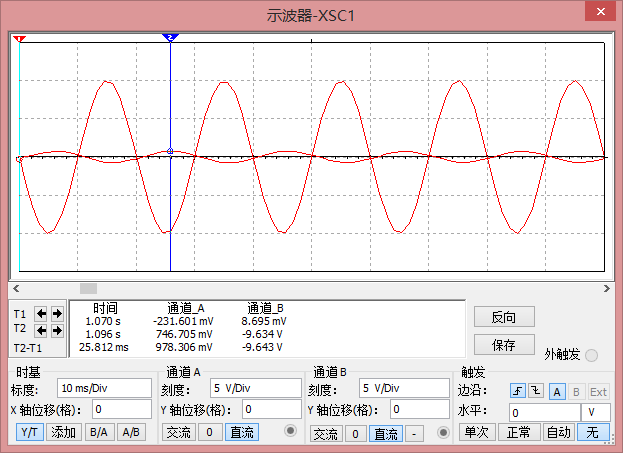 示波器-XSC1
×
1
2
时间 通道_A 通道_B
T1 1.070 s -231.601 mV 8.695 mV
T2 1.096 s 746.705 mV -9.634 V
T2-T1 25.812 ms 978.306 mV -9.643 V
反向
保存
外触发
时基 通道 A 通道 B 触发
标度: 10 ms/Div 刻度: 5 V/Div 刻度: 5 V/Div 边沿: A B Ext
X 轴位移(格): 0 Y 轴位移(格): 0 Y 轴位移(格): 0 水平: 0 V
Y/T 添加 B/A A/B 交流 0 直流 交流 0 直流 - 单次 正常 自动 无